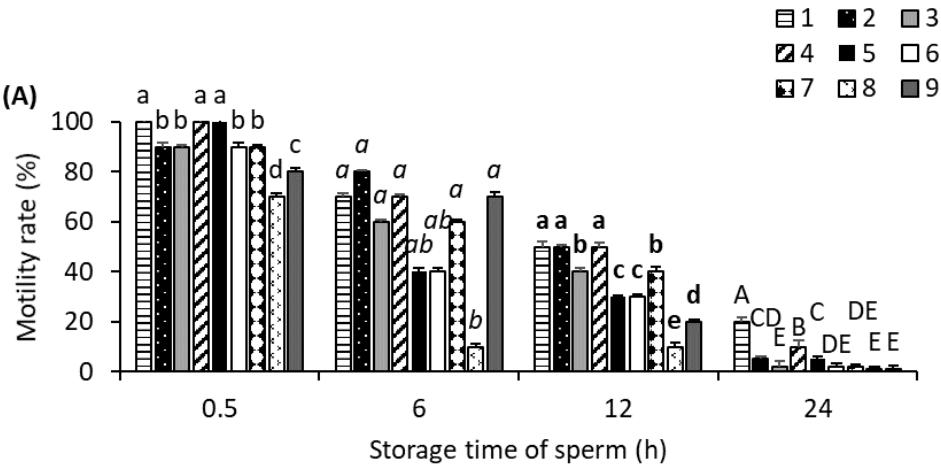 1 2 3
4 5 6
7 8 9
(A)
a b b a a b b d c
a a a a ab ab a b a
a a b a c c b e d
A CD E B C DE DE E E
Motility rate (%)
100
80
60
40
20
0
0.5 6 12 24
Storage time of sperm (h)